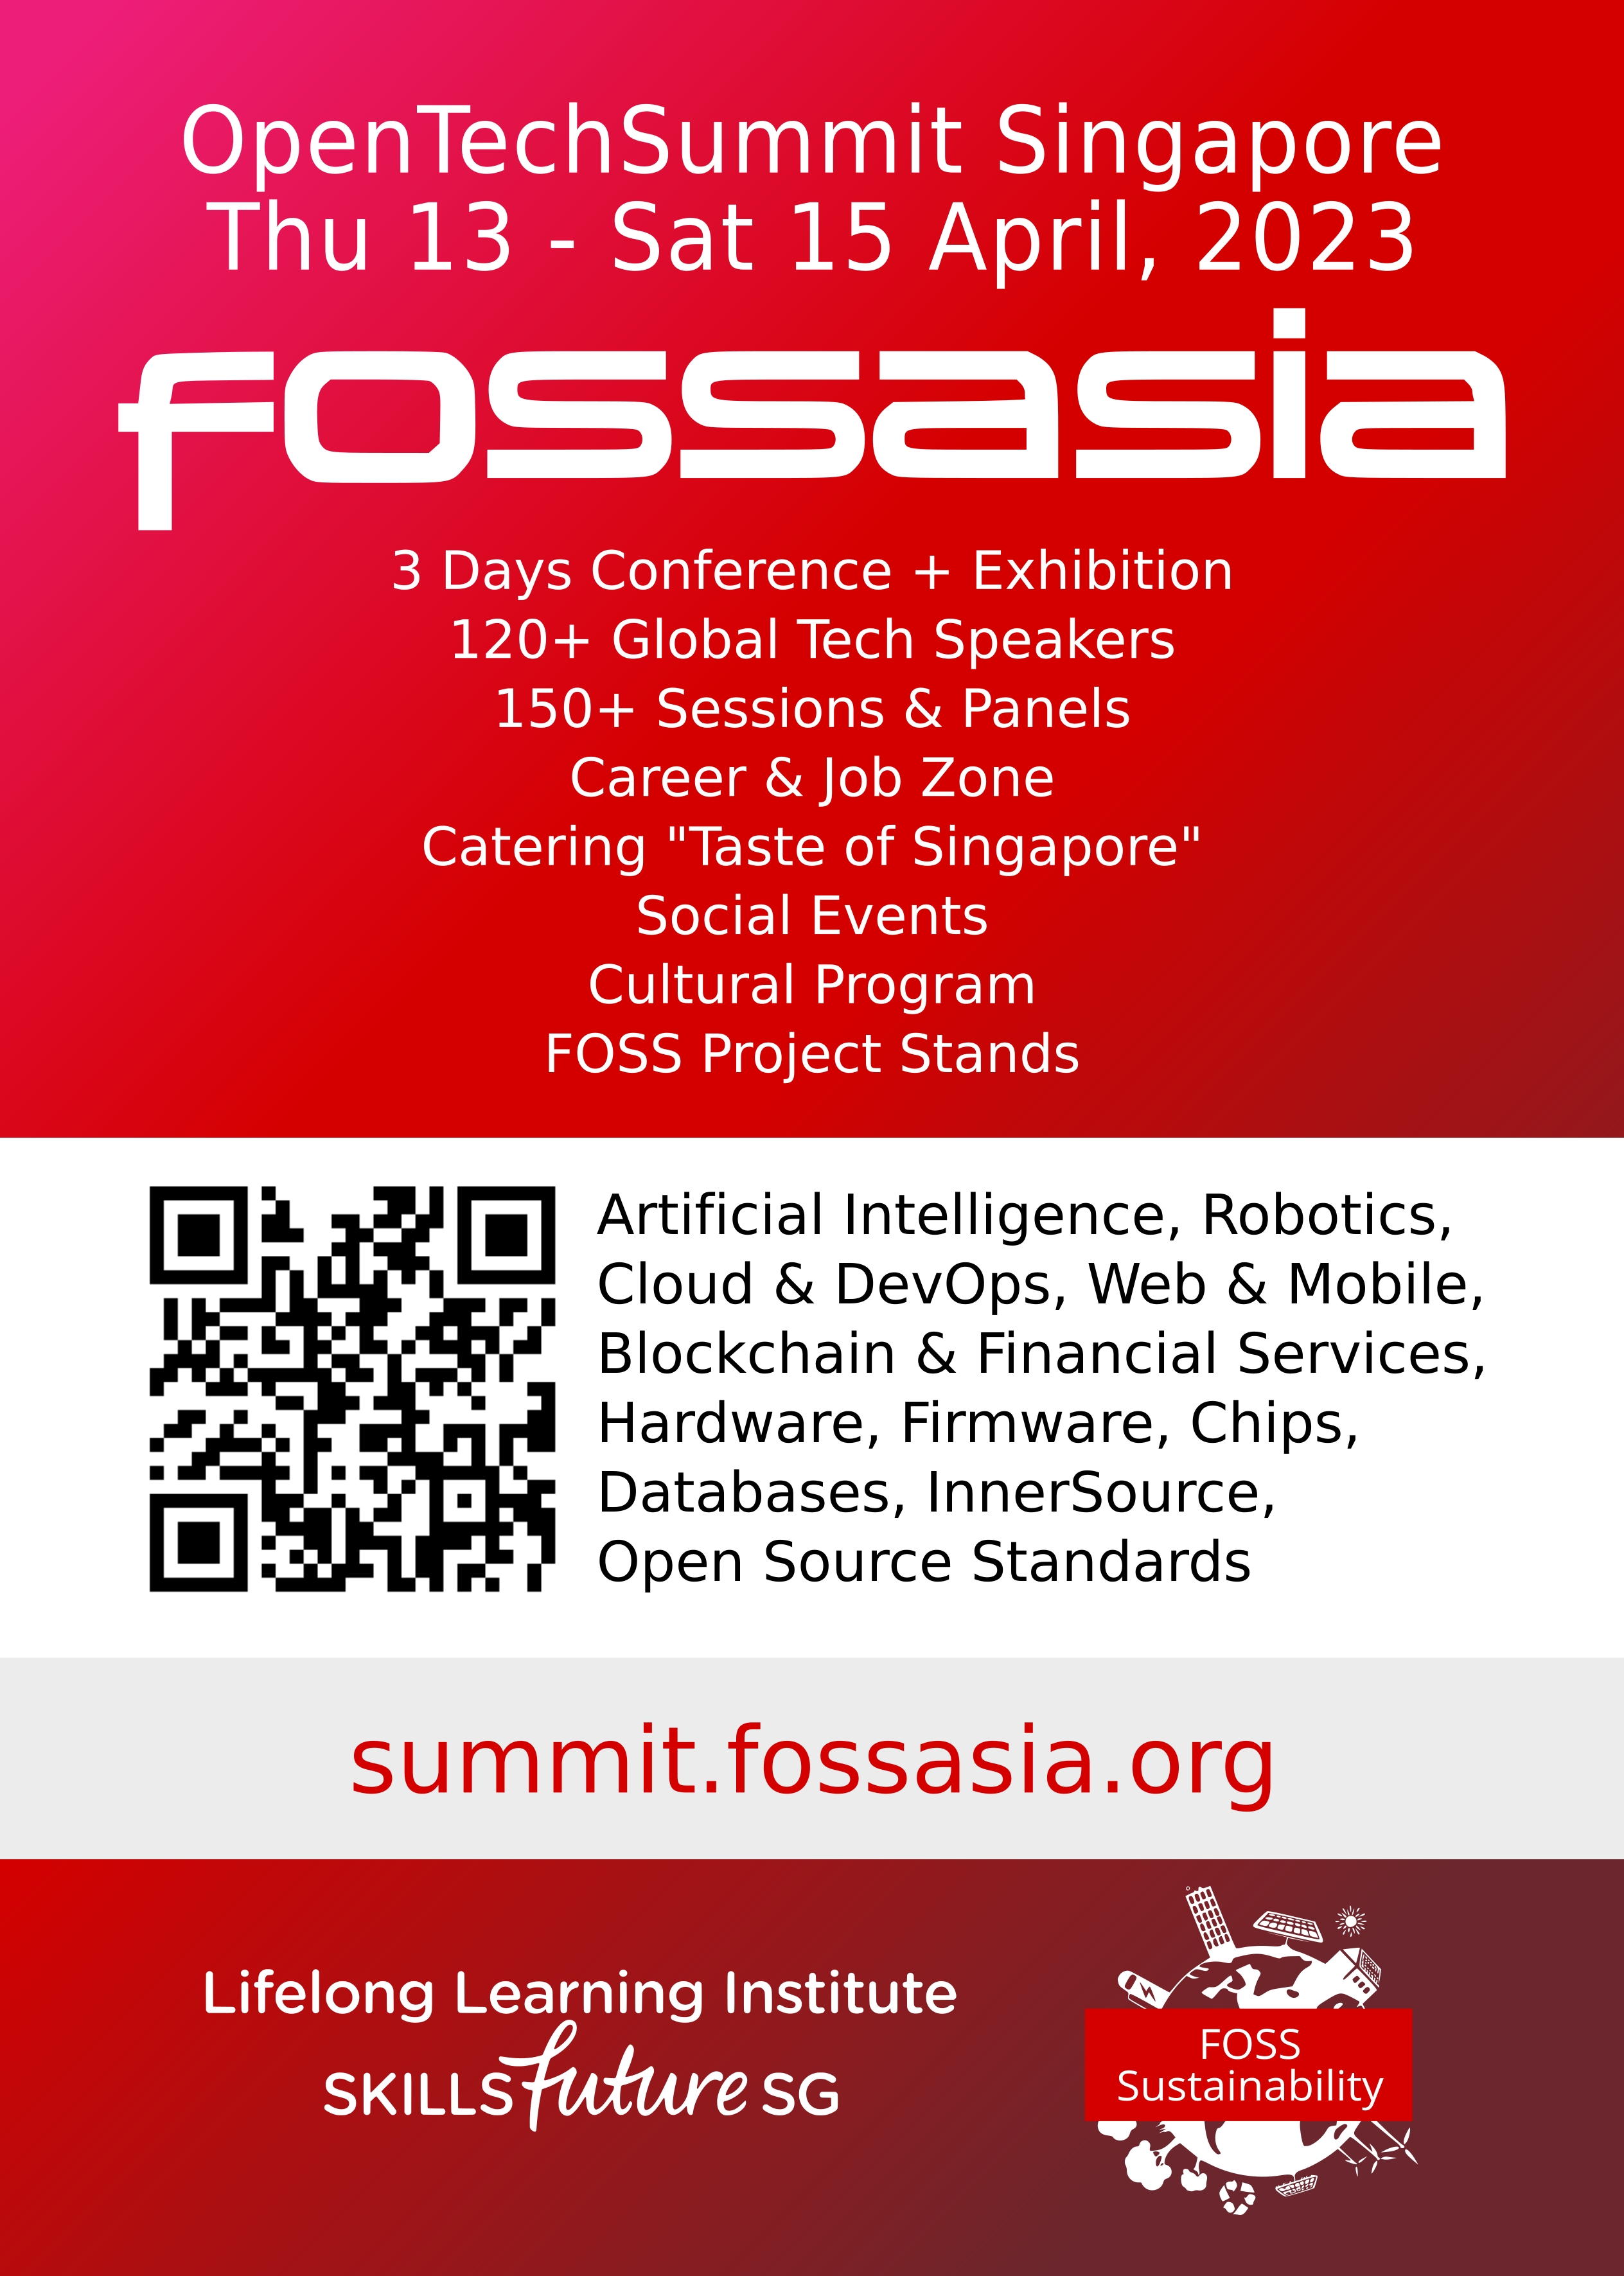 OpenTechSummit Singapore
Thu 13 - Sat 15 April, 2023
fossasia
3 Days Conference + Exhibition
120+ Global Tech Speakers
150+ Sessions & Panels
Career & Job Zone
Catering "Taste of Singapore"
Social Events
Cultural Program
FOSS Project Stands
Artificial Intelligence, Robotics,
Cloud & DevOps, Web & Mobile,
Blockchain & Financial Services,
Hardware, Firmware, Chips,
Databases, InnerSource,
Open Source Standards
summit.fossasia.org
Lifelong Learning Institute
SKILLSfuture SG
FOSS
Sustainability